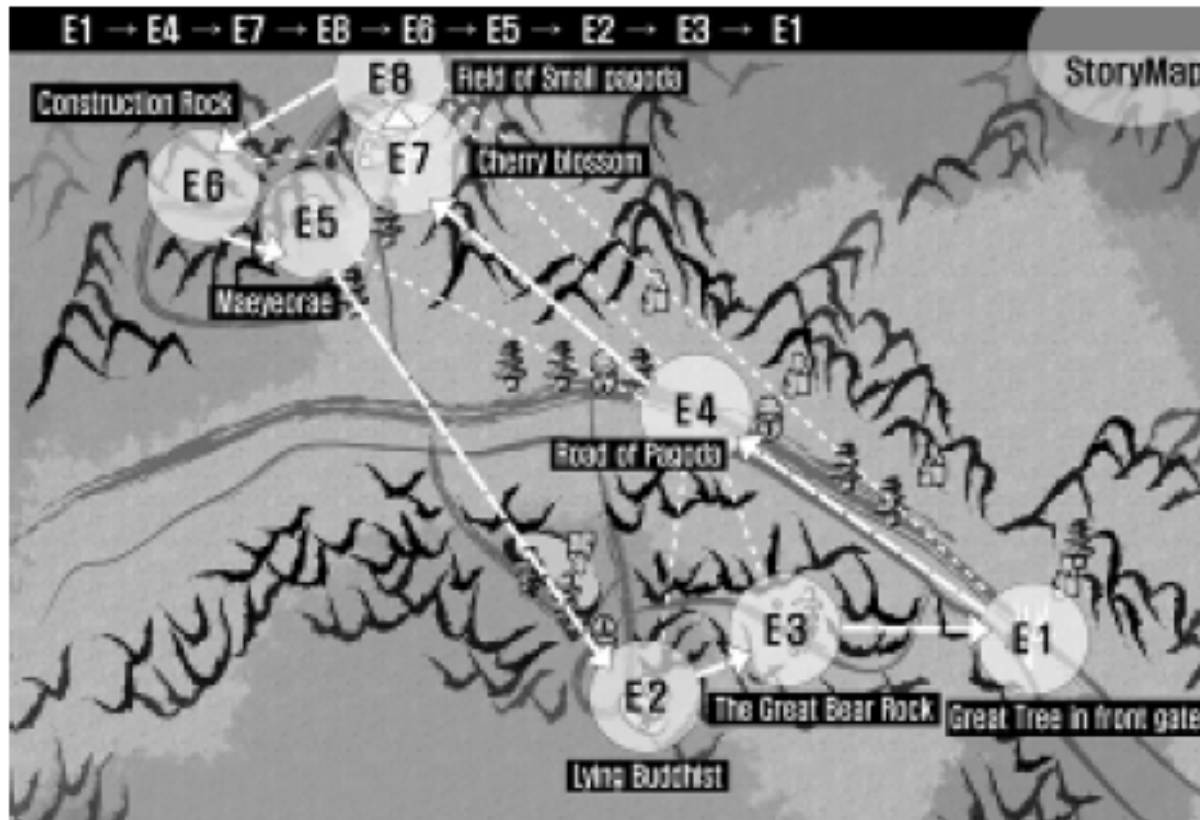 E1 → E4 → E7 → E8 → E6 → E5 → E2 → E3 → E1
StoryMap
E8
Field of Small pagoda
Construction Rock
E7
Cherry blossom
E6
E5
Maeyeorae
E4
Road of Pagoda
E3
E1
E2
The Great Bear Rock
Great Tree in front gate
Lying Buddhist